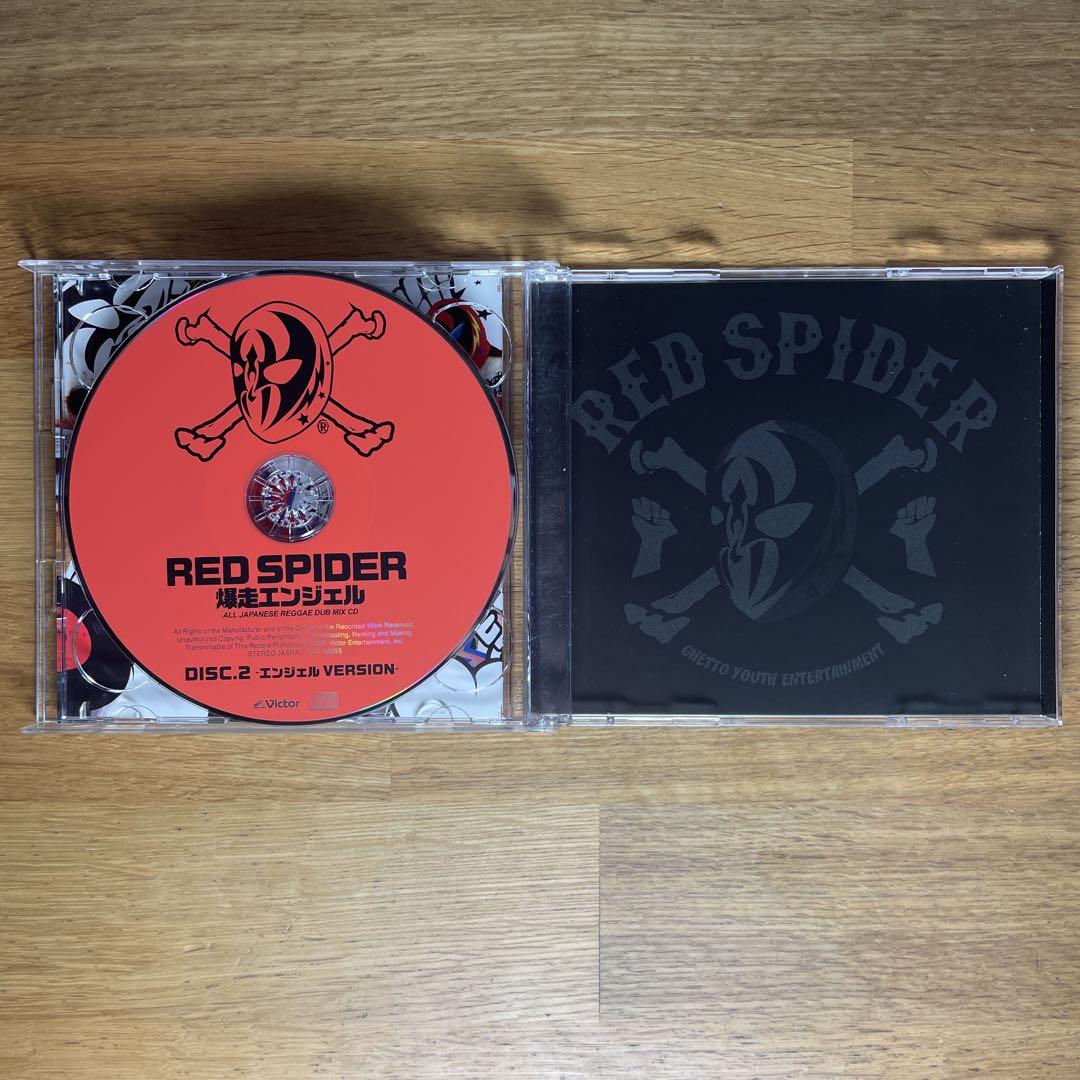 ®
RED SPIDER
爆走エンジェル
ALL JAPANESE REGGAE DUB MIX CD
All Rights of the Manufacturer and of the Owner of the Recorded Work Reserved.
Unauthorized Copying, Public Performance, Broadcasting, Renting and Making
Transmissible of This Record Prohibited. Victor Entertainment, Inc.
STEREO JASRAC
DISC.2 -エンジェル VERSION-
Victor
RED SPIDER
GHETTO YOUTH ENTERTAINMENT